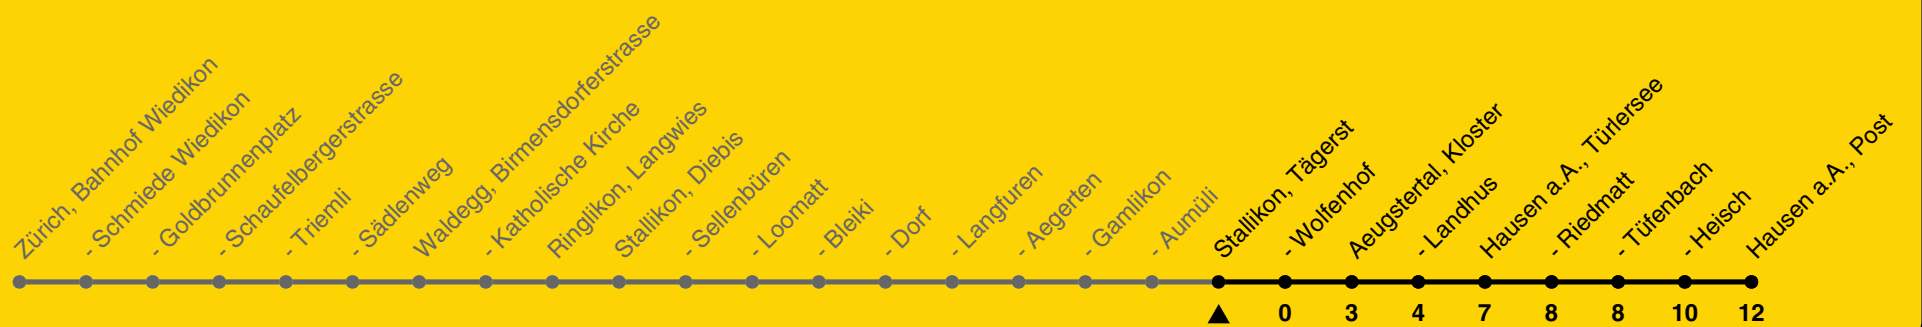 Zürich, Bahnhof Wiedikon
- Schmiede Wiedikon
- Goldbrunnenplatz
- Schaufelbergerstrasse
- Triemli
- Sädlenweg
Waldegg, Birmensdorferstrasse
- Katholische Kirche
Ringlikon, Langwies
Stallikon, Diebis
- Sellenbüren
- Loomatt
- Bleiki
- Dorf
- Langfuren
- Aegerten
- Gamlikon
- Aumüli
Stallikon, Tägerst
- Wolfenhof
Aeugstertal, Kloster
- Landhus
Hausen a.A., Türlersee
- Riedmatt
- Tüfenbach
- Heisch
Hausen a.A., Post
0 3 4 7 8 8 10 12